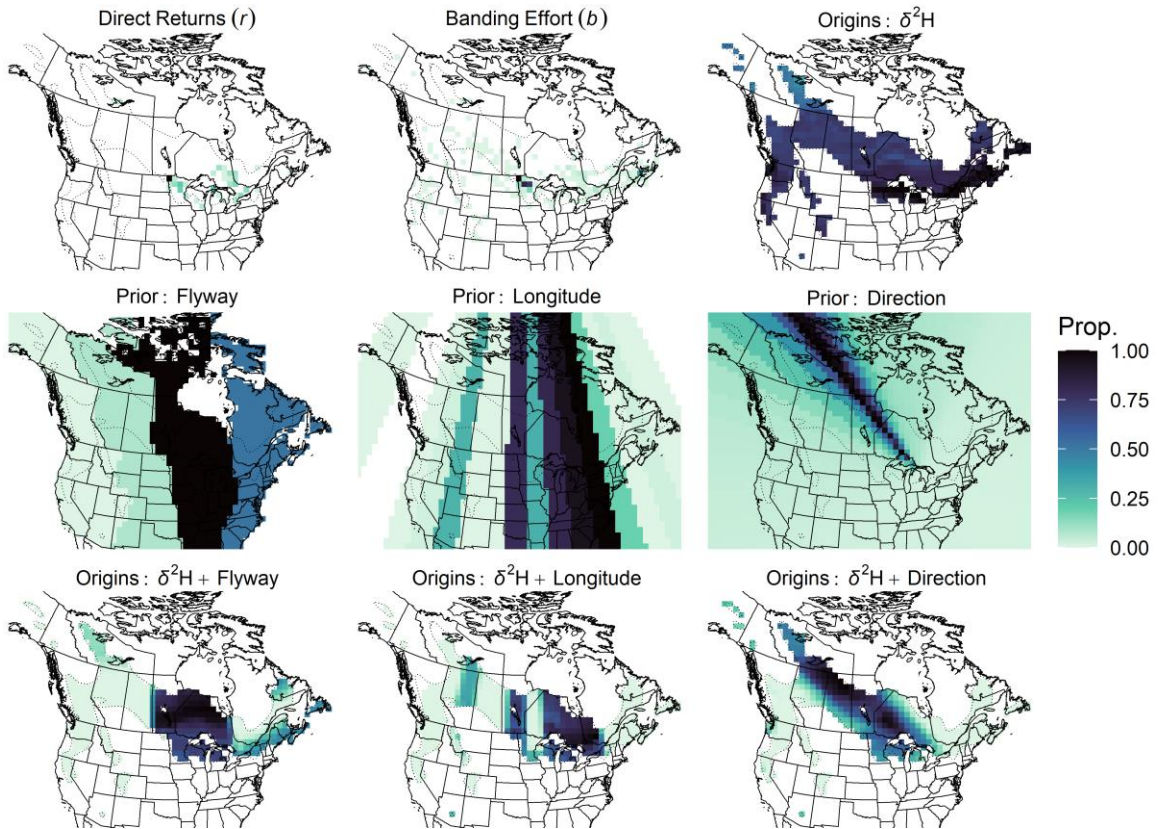 Direct Returns (r)
Banding Effort (b)
Origins : δ²H
Prior : Flyway
Prior : Longitude
Prior : Direction
Prop.
1.00
0.75
0.50
0.25
0.00
Origins : δ²H + Flyway
Origins : δ²H + Longitude
Origins : δ²H + Direction